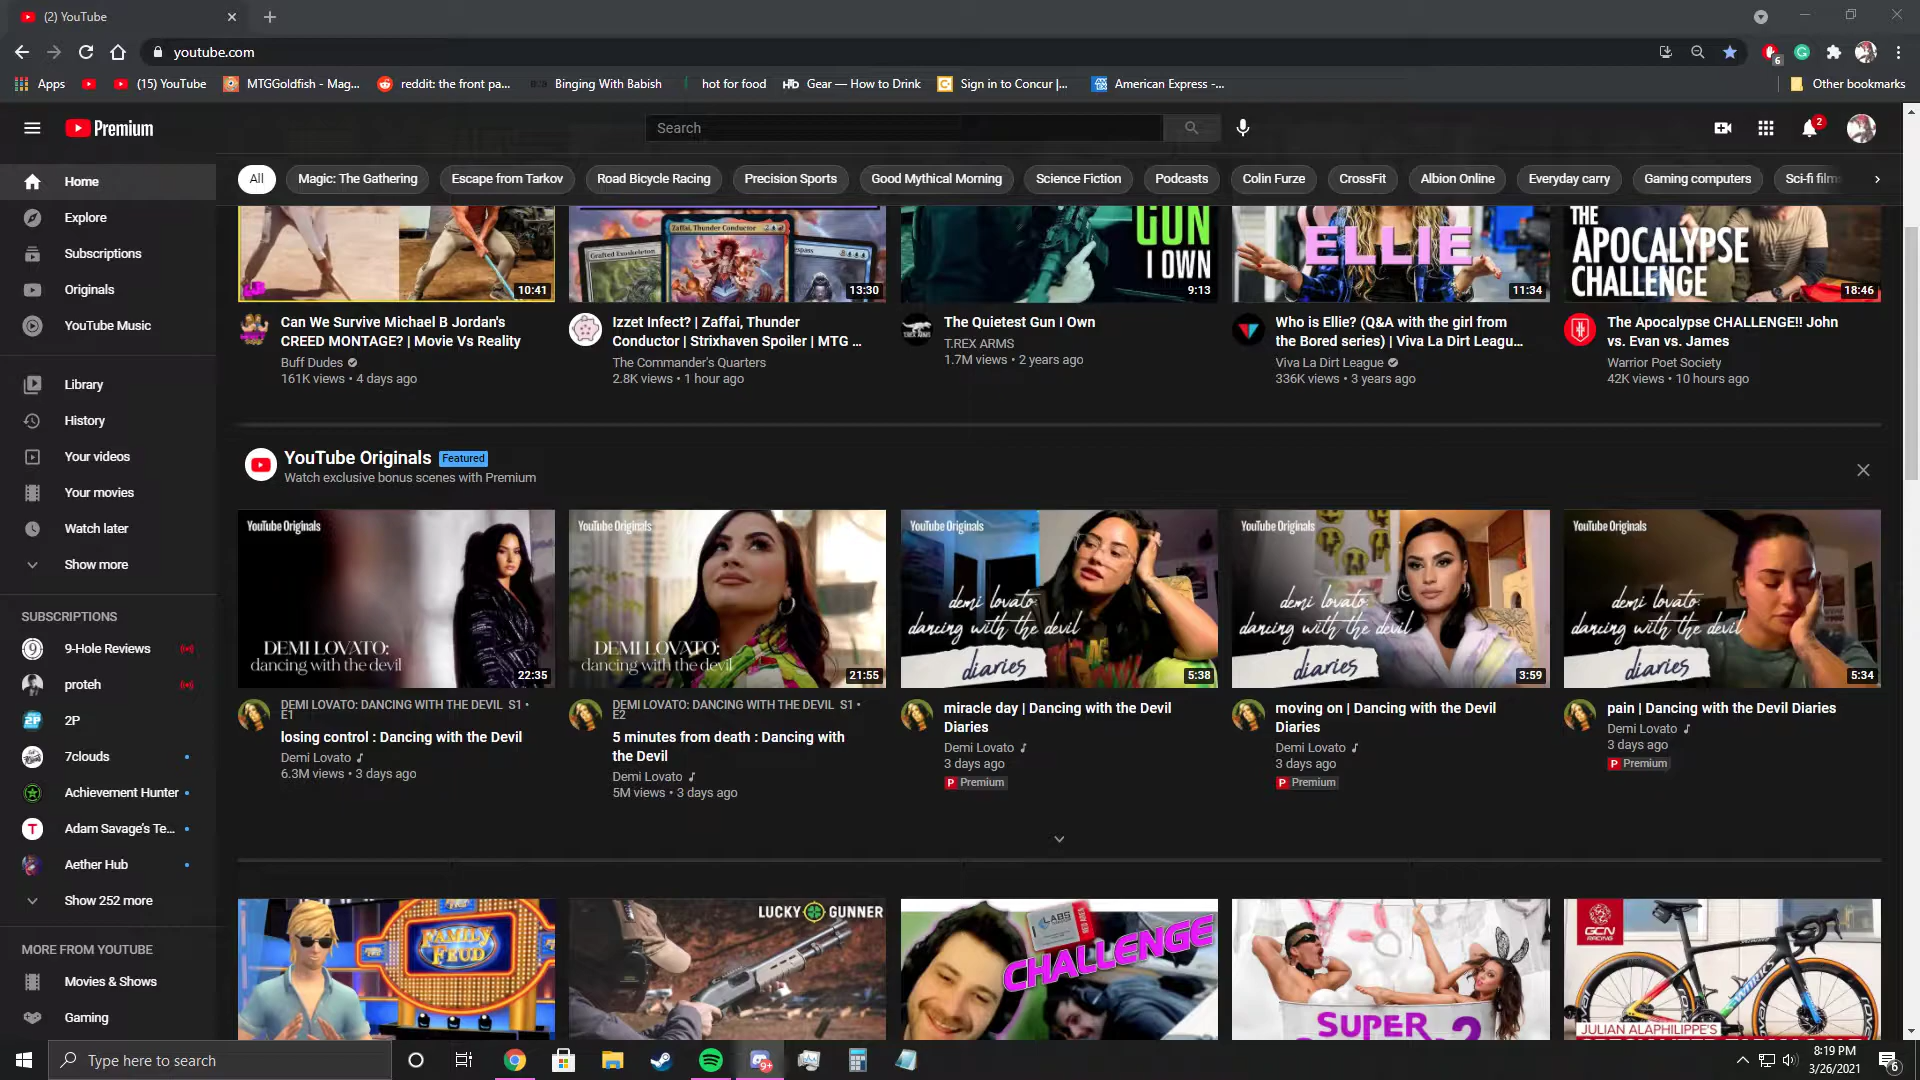 (2) YouTube
youtube.com
6
Apps
(15) YouTube
MTGGoldfish - Mag...
reddit: the front pa...
Binging With Babish
hot for food
HD Gear — How to Drink
Sign in to Concur |...
American Express -...
Other bookmarks
Premium
Search
2
Home
Explore
Subscriptions
Originals
YouTube Music
Library
History
Your videos
Your movies
Watch later
Show more
SUBSCRIPTIONS
9-Hole Reviews
proteh
2P
7clouds
Achievement Hunter
Adam Savage's Te...
Aether Hub
Show 252 more
MORE FROM YOUTUBE
Movies & Shows
Gaming
All
Magic: The Gathering
Escape from Tarkov
Road Bicycle Racing
Precision Sports
Good Mythical Morning
Science Fiction
Podcasts
Colin Furze
CrossFit
Albion Online
Everyday carry
Gaming computers
Sci-fi films
10:41
Can We Survive Michael B Jordan's
CREED MONTAGE? | Movie Vs Reality
Buff Dudes
161K views • 4 days ago
Grafted Exoskeleton
Zaffai, Thunder Conductor
13:30
Izzet Infect? | Zaffai, Thunder
Conductor | Strixhaven Spoiler | MTG ...
The Commander's Quarters
2.8K views • 1 hour ago
GUN
I OWN
9:13
The Quietest Gun I Own
T.REX ARMS
1.7M views • 2 years ago
ELLIE
11:34
Who is Ellie? (Q&A with the girl from
the Bored series) | Viva La Dirt Leagu...
Viva La Dirt League
336K views • 3 years ago
THE
APOCALYPSE
CHALLENGE
18:46
The Apocalypse CHALLENGE!! John
vs. Evan vs. James
Warrior Poet Society
42K views • 10 hours ago
YouTube Originals Featured
Watch exclusive bonus scenes with Premium
YouTube Originals
DEMI LOVATO:
dancing with the devil
22:35
DEMI LOVATO: DANCING WITH THE DEVIL S1 •
E1
losing control : Dancing with the Devil
Demi Lovato
6.3M views • 3 days ago
YouTube Originals
DEMI LOVATO:
dancing with the devil
21:55
DEMI LOVATO: DANCING WITH THE DEVIL S1 •
E2
5 minutes from death : Dancing with
the Devil
Demi Lovato
5M views • 3 days ago
YouTube Originals
demi lovato:
dancing with the devil
diaries
5:38
miracle day | Dancing with the Devil
Diaries
Demi Lovato
3 days ago
P Premium
YouTube Originals
demi lovato:
dancing with the devil
diaries
3:59
moving on | Dancing with the Devil
Diaries
Demi Lovato
3 days ago
P Premium
YouTube Originals
demi lovato:
dancing with the devil
diaries
5:34
pain | Dancing with the Devil Diaries
Demi Lovato
3 days ago
P Premium
FAMILY
FEUD
LUCKY GUNNER
LABS
CHALLENGE
SUPER
2
GCN
RACING
JULIAN ALAPHILIPPE'S
Type here to search
9+
8:19 PM
3/26/2021
6